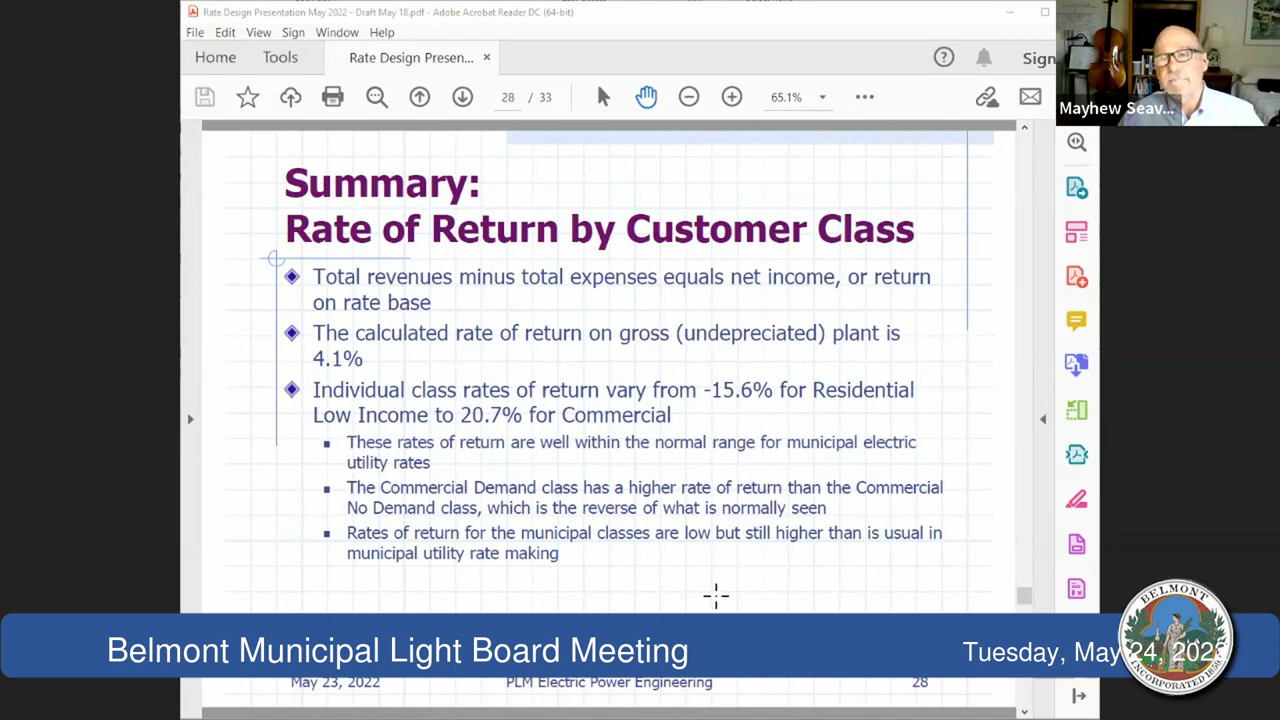 Rate Design Presentation May 2022 - Draft May 18.pdf - Adobe Acrobat Reader DC (64-bit)
File Edit View Sign Window Help
Home Tools Rate Design Presen... × Sign
28 / 33 65.1%
Mayhew Seav...
Summary:
Rate of Return by Customer Class
Total revenues minus total expenses equals net income, or return
on rate base
The calculated rate of return on gross (undepreciated) plant is
4.1%
Individual class rates of return vary from -15.6% for Residential
Low Income to 20.7% for Commercial
These rates of return are well within the normal range for municipal electric
utility rates
The Commercial Demand class has a higher rate of return than the Commercial
No Demand class, which is the reverse of what is normally seen
Rates of return for the municipal classes are low but still higher than is usual in
municipal utility rate making
Belmont Municipal Light Board Meeting
Tuesday, May 24, 202
BELMONT
INCORPORATED 1859
May 23, 2022 PLM Electric Power Engineering 28